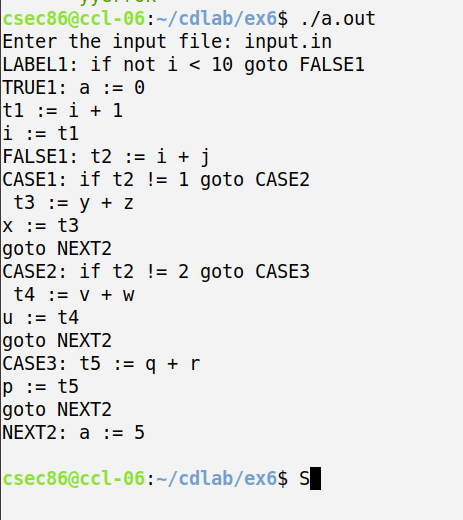 csec86@ccl-06:~/cdlab/ex6$ ./a.out
Enter the input file: input.in
LABEL1: if not i < 10 goto FALSE1
TRUE1: a := 0
t1 := i + 1
i := t1
FALSE1: t2 := i + j
CASE1: if t2 != 1 goto CASE2
 t3 := y + z
x := t3
goto NEXT2
CASE2: if t2 != 2 goto CASE3
 t4 := v + w
u := t4
goto NEXT2
CASE3: t5 := q + r
p := t5
goto NEXT2
NEXT2: a := 5
csec86@ccl-06:~/cdlab/ex6$ S